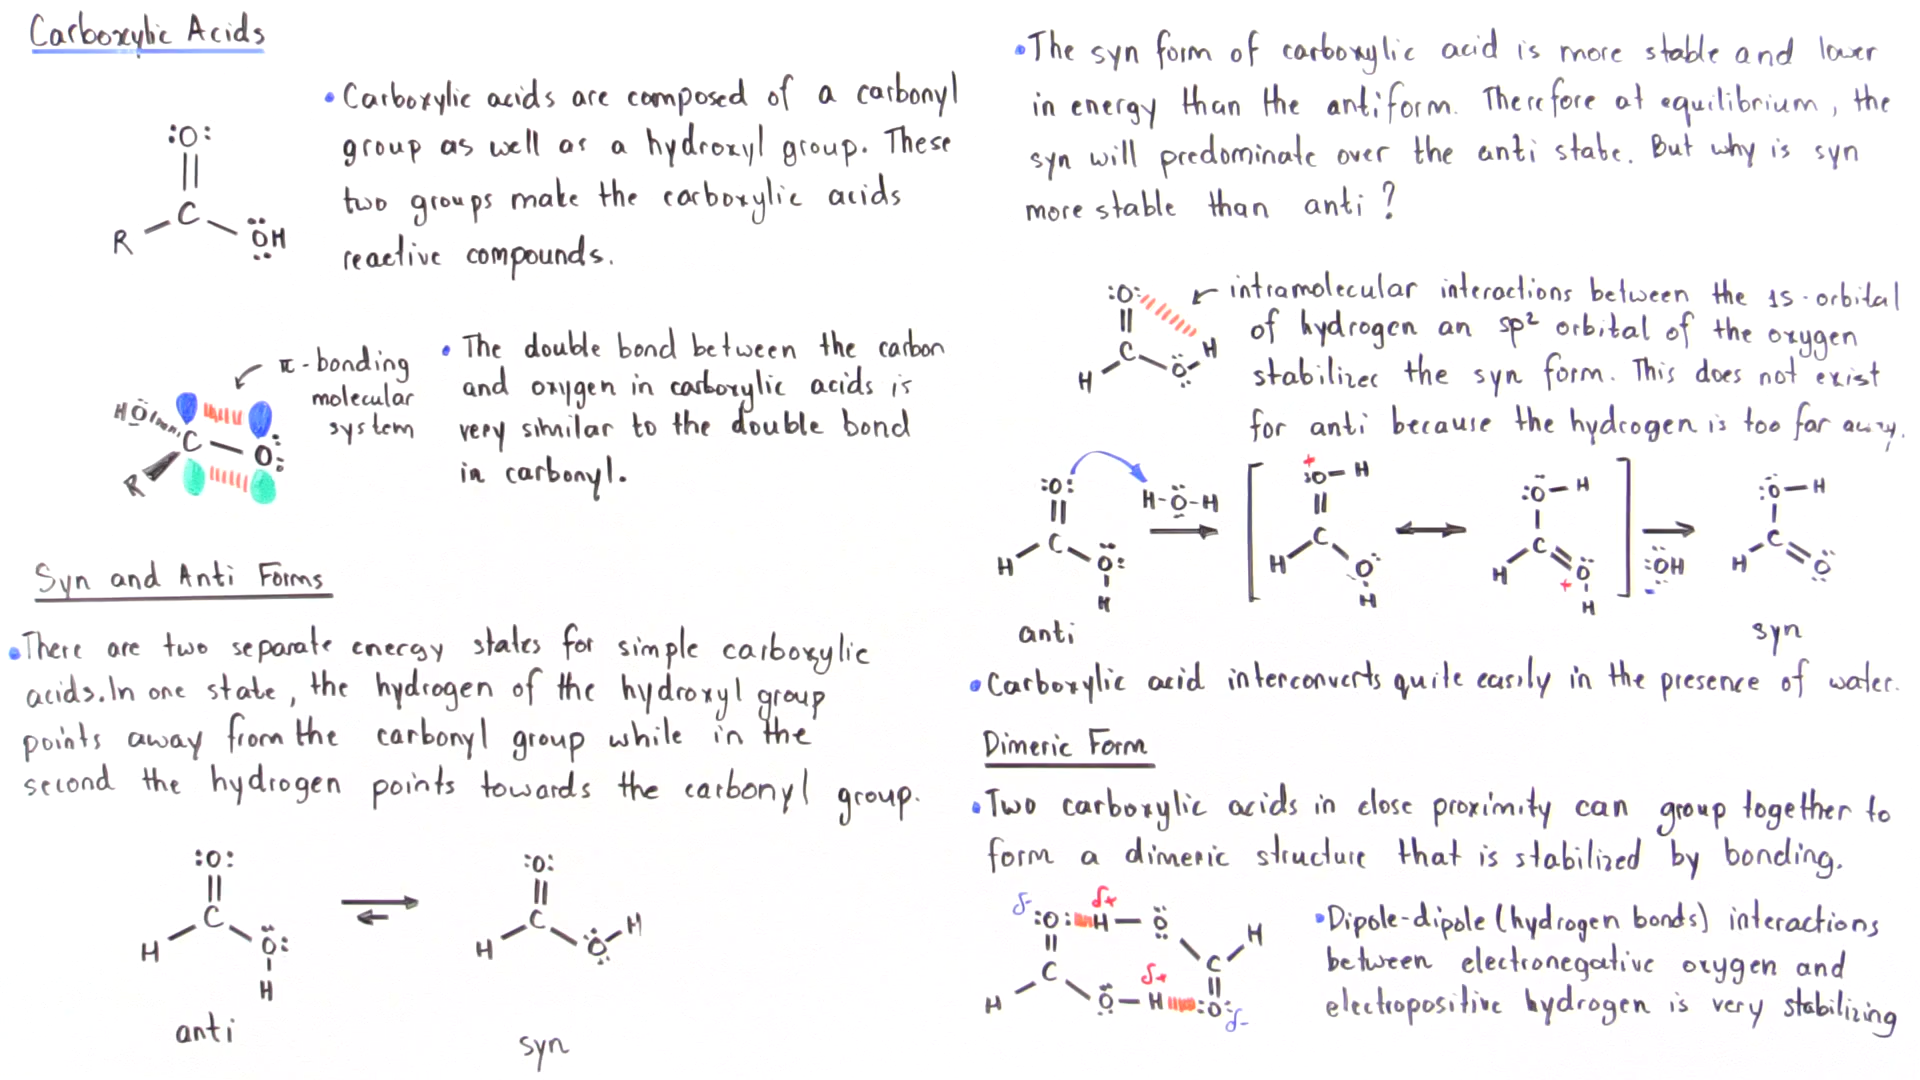 Carboxylic Acids
• Carboxylic acids are composed of a carbonyl
group as well as a hydroxyl group. These
two groups make the carboxylic acids
reactive compounds.
:O:
C
R
ÖH
π-bonding
molecular
system
HO
C
O:
R
• The double bond between the carbon
and oxygen in carboxylic acids is
very similar to the double bond
in carbonyl.
Syn and Anti Forms
• There are two separate energy states for simple carboxylic
acids. In one state, the hydrogen of the hydroxyl group
points away from the carbonyl group while in the
second the hydrogen points towards the carbonyl group.
:O:
C
H
Ö:
H
anti
:O:
C
H
Ö
H
syn
• The syn form of carboxylic acid is more stable and lower
in energy than the anti form. Therefore at equilibrium, the
syn will predominate over the anti state. But why is syn
more stable than anti?
:O:
C
H
Ö
H
intramolecular interactions between the 1s-orbital
of hydrogen an sp² orbital of the oxygen
stabilizes the syn form. This does not exist
for anti because the hydrogen is too far away.
:O:
C
H
Ö:
H
anti
H-Ö-H
+
:O-H
C
H
O
H
:Ö-H
C
H
Ö
+
H
:ÖH
-
:Ö-H
C
H
Ö
syn
• Carboxylic acid interconverts quite easily in the presence of water.
Dimeric Form
• Two carboxylic acids in close proximity can group together to
form a dimeric structure that is stabilized by bonding.
δ-
:O:
δ+
H-Ö
H
C
C
H
Ö-H
δ+
:O:
δ-
• Dipole-dipole (hydrogen bonds) interactions
between electronegative oxygen and
electropositive hydrogen is very stabilizing